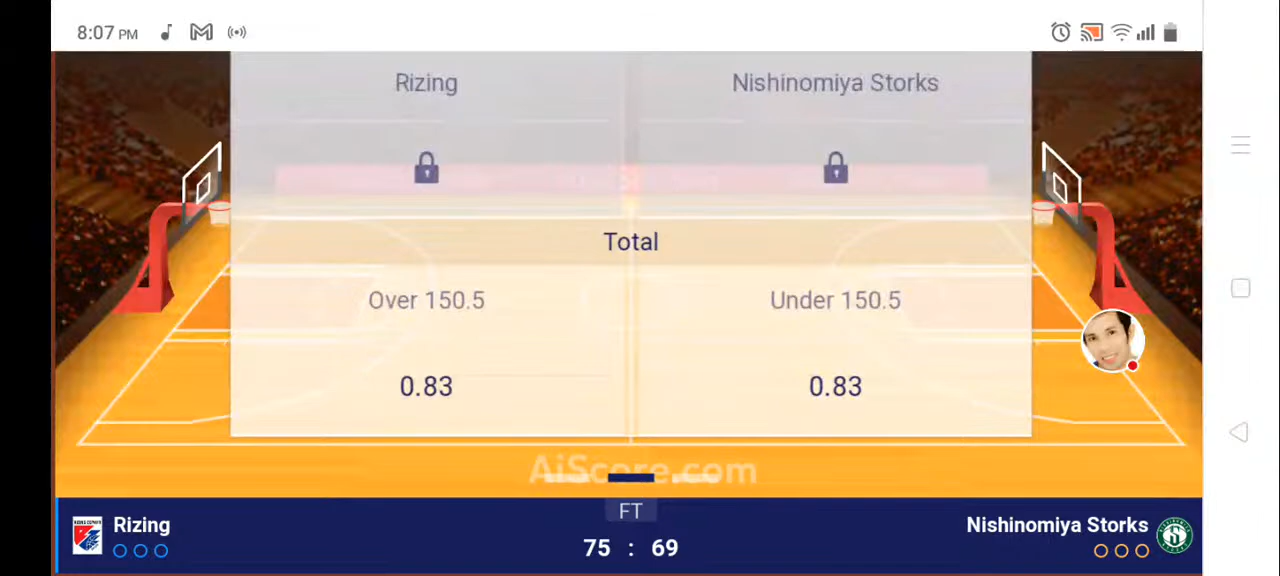 8:07 PM
Rizing
Nishinomiya Storks
Total
Over 150.5
Under 150.5
0.83
0.83
AiScore.com
FT
Rizing
Nishinomiya Storks
75 : 69